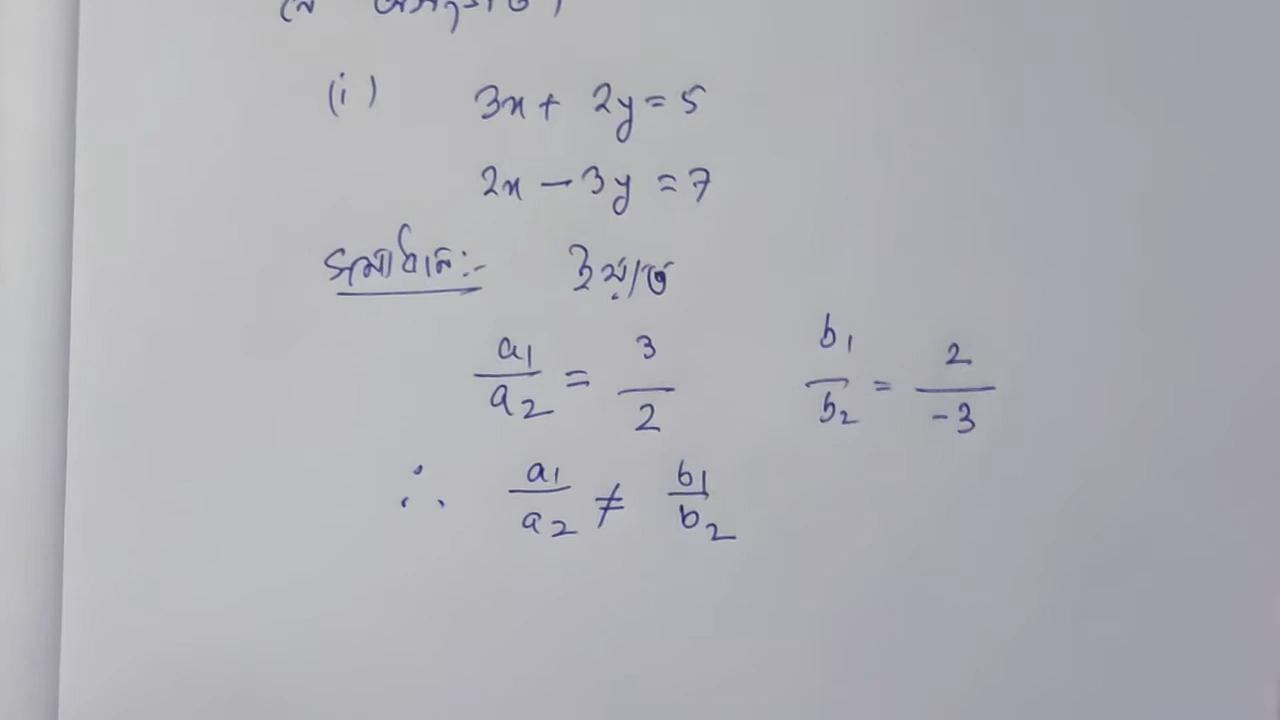 (i) 3x + 2y = 5
2x - 3y = 7
সমাধান:- ইয়াত
a1/a2 = 3/2 b1/b2 = 2/-3
∴ a1/a2 ≠ b1/b2